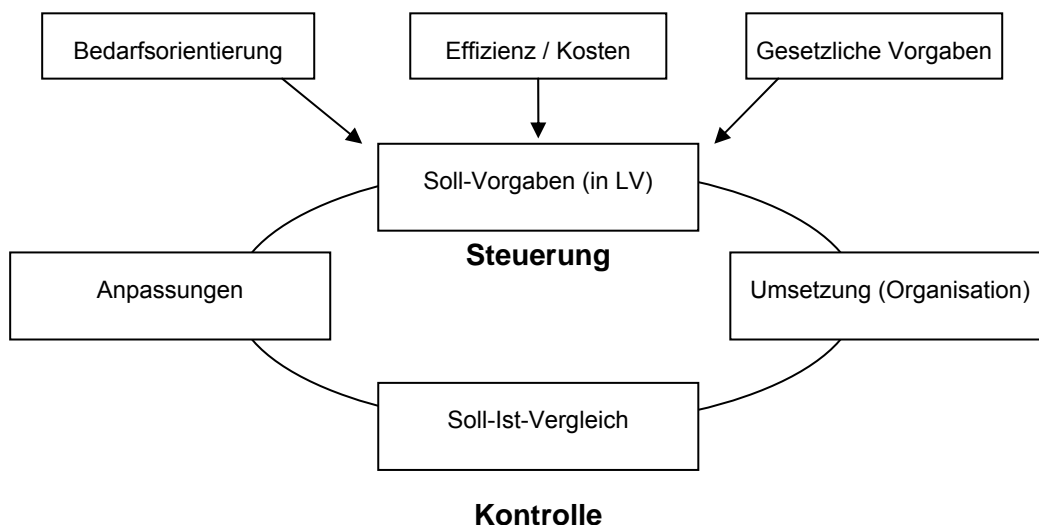 Bedarfsorientierung
Effizienz / Kosten
Gesetzliche Vorgaben
Soll-Vorgaben (in LV)
Steuerung
Anpassungen
Umsetzung (Organisation)
Soll-Ist-Vergleich
Kontrolle